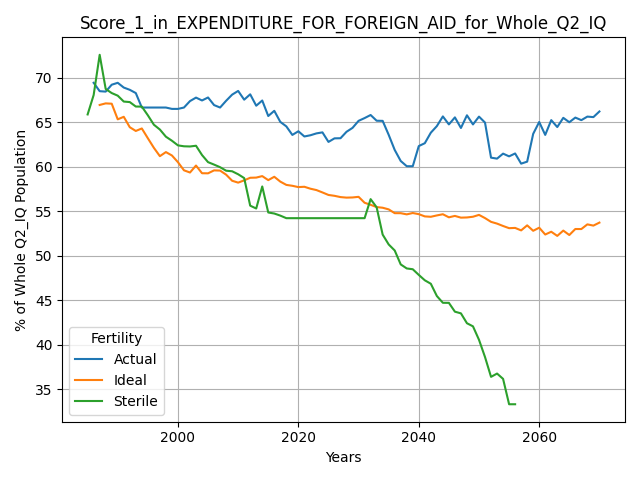 Score_1_in_EXPENDITURE_FOR_FOREIGN_AID_for_Whole_Q2_IQ
% of Whole Q2_IQ Population
70
65
60
55
50
45
40
35
Fertility
Actual
Ideal
Sterile
2000
2020
2040
2060
Years